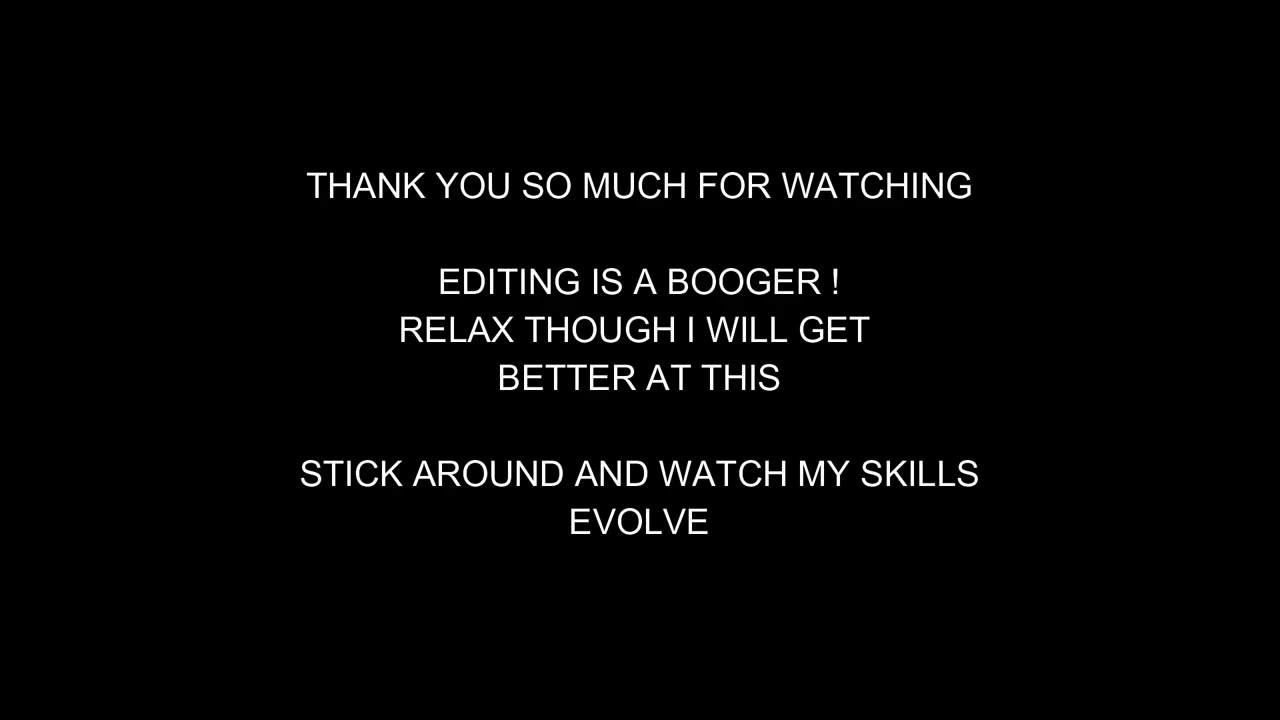 THANK YOU SO MUCH FOR WATCHING
EDITING IS A BOOGER !
RELAX THOUGH I WILL GET
BETTER AT THIS
STICK AROUND AND WATCH MY SKILLS
EVOLVE